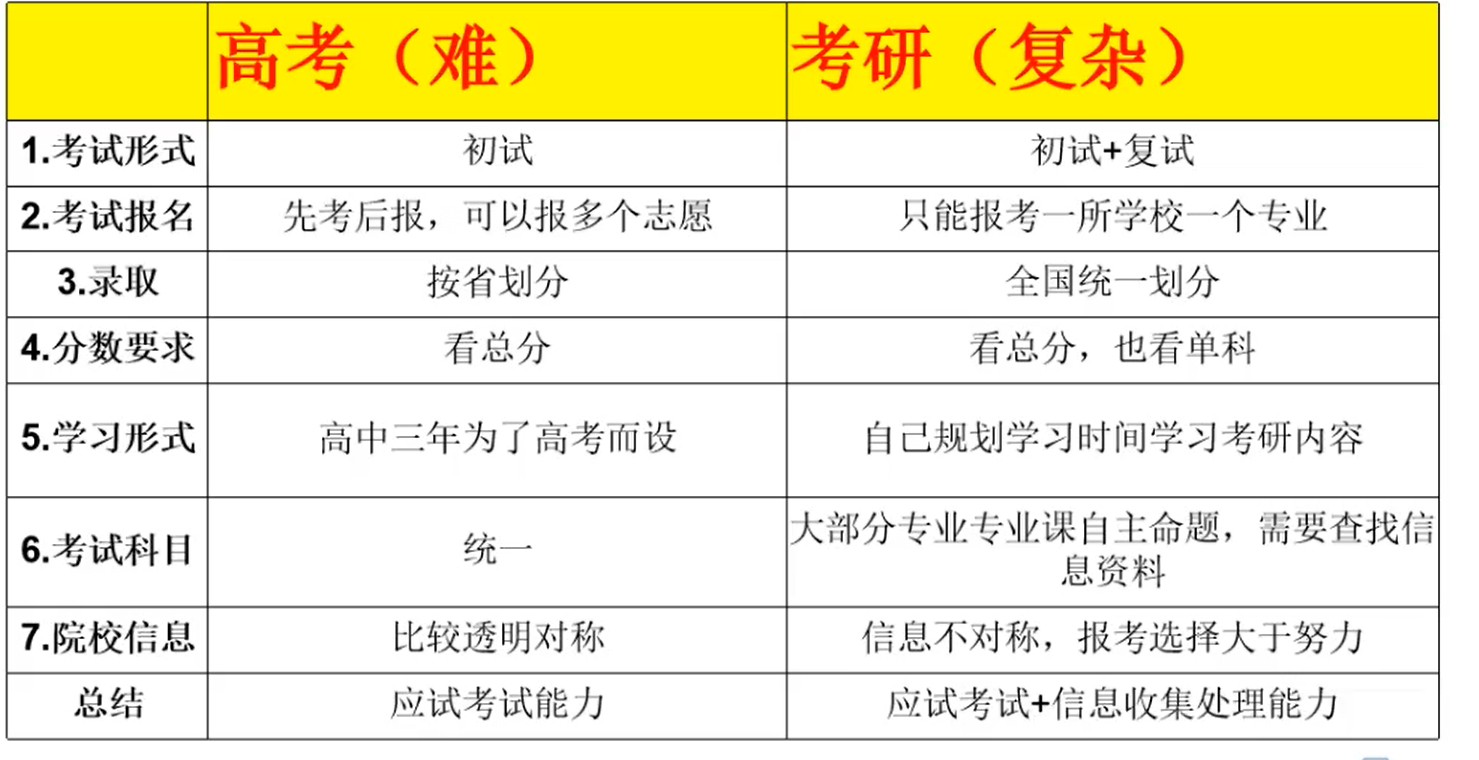 高考（难） 考研（复杂）
1.考试形式 初试 初试+复试
2.考试报名 先考后报，可以报多个志愿 只能报考一所学校一个专业
3.录取 按省划分 全国统一划分
4.分数要求 看总分 看总分，也看单科
5.学习形式 高中三年为了高考而设 自己规划学习时间学习考研内容
6.考试科目 统一 大部分专业专业课自主命题，需要查找信
息资料
7.院校信息 比较透明对称 信息不对称，报考选择大于努力
总结 应试考试能力 应试考试+信息收集处理能力